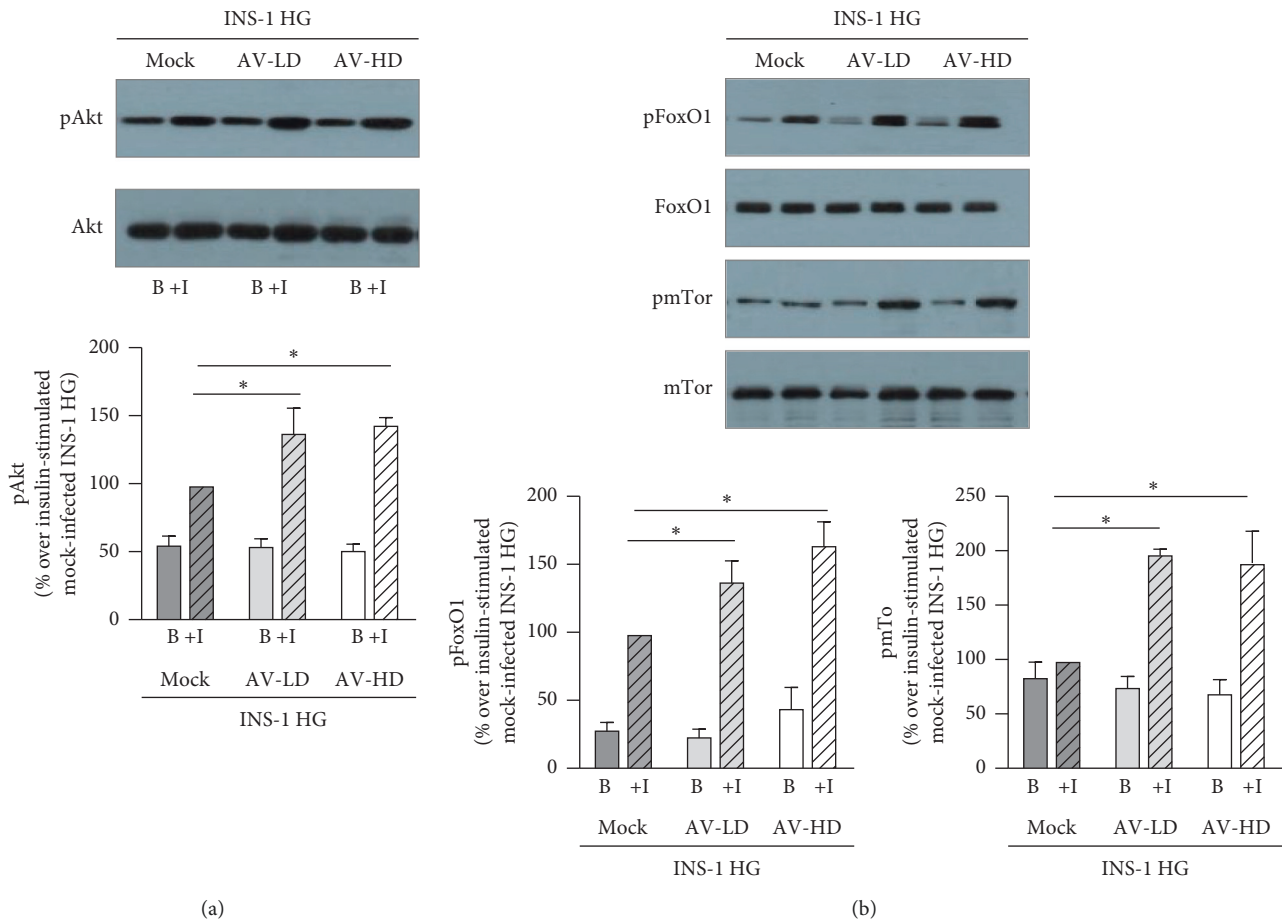 INS-1 HG
Mock AV-LD AV-HD
pAkt
Akt
B +I B +I B +I
200
150
100
50
0
pAkt
(% over insulin-stimulated
mock-infected INS-1 HG)
* *
B +I B +I B +I
Mock AV-LD AV-HD
INS-1 HG
(a)
INS-1 HG
Mock AV-LD AV-HD
pFoxO1
FoxO1
pmTor
mTor
200
150
100
50
0
pFoxO1
(% over insulin-stimulated
mock-infected INS-1 HG)
* *
B +I B +I B +I
Mock AV-LD AV-HD
INS-1 HG
250
200
150
100
50
0
pmTo
(% over insulin-stimulated
mock-infected INS-1 HG)
* *
B +I B +I B +I
Mock AV-LD AV-HD
INS-1 HG
(b)